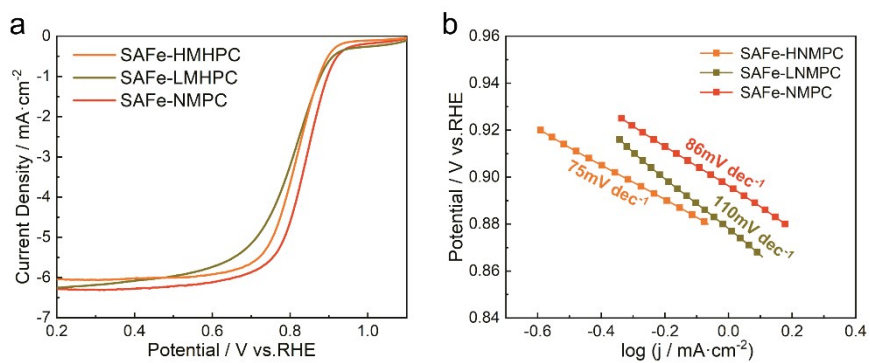 a
SAFe-HMHPC
SAFe-LMHPC
SAFe-NMPC
0
-1
-2
-3
-4
-5
-6
-7
0.2
0.4
0.6
0.8
1.0
Current Density / mA·cm⁻²
Potential / V vs.RHE
b
SAFe-HNMPC
SAFe-LNMPC
SAFe-NMPC
0.96
0.92
0.90
0.88
0.86
0.84
86mV dec⁻¹
75mV dec⁻¹
110mV dec⁻¹
-0.6
-0.4
-0.2
0.0
0.2
0.4
Potential / V vs.RHE
log (j / mA·cm⁻²)